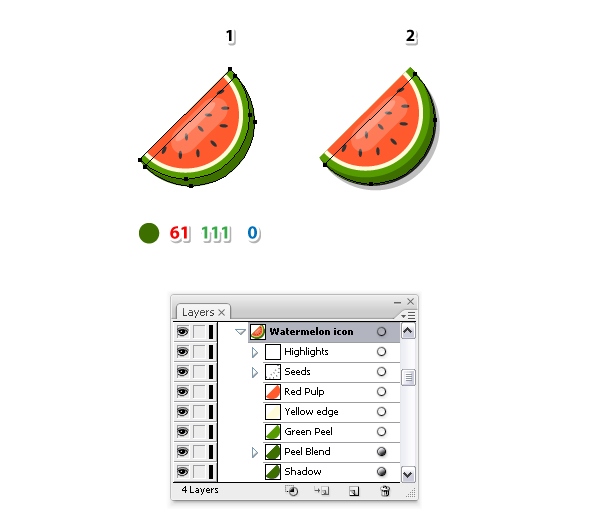 1 2
61 111 0
Layers ×
Watermelon icon
Highlights
Seeds
Red Pulp
Yellow edge
Green Peel
Peel Blend
Shadow
4 Layers